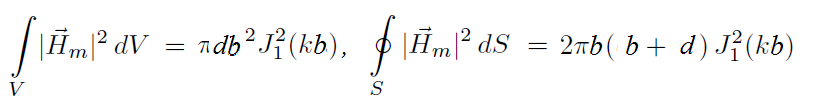 ∫_V |H⃗_m|² dV = πdb² J₁²(kb), ∮_S |H⃗_m|² dS = 2πb( b + d) J₁²(kb)